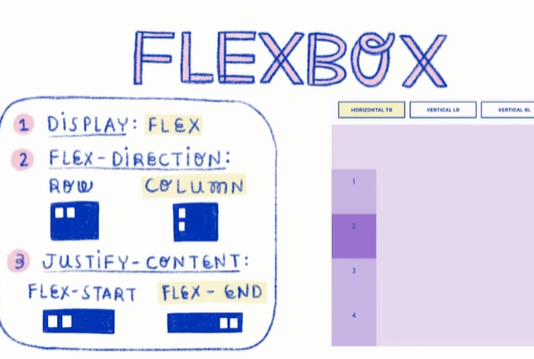 FLEXBOX
1 DISPLAY: FLEX
2 FLEX-DIRECTION:
ROW COLUMN
3 JUSTIFY-CONTENT:
FLEX-START FLEX-END
HORIZONTAL TB VERTICAL LR VERTICAL RL
1
2
3
4